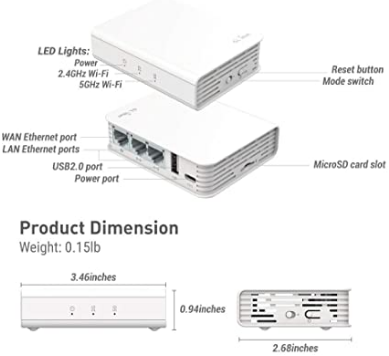 LED Lights:
Power
2.4GHz Wi-Fi
5GHz Wi-Fi
Reset button
Mode switch
WAN Ethernet port
LAN Ethernet ports
USB2.0 port
Power port
MicroSD card slot
Product Dimension
Weight: 0.15lb
3.46inches
0.94inches
2.68inches